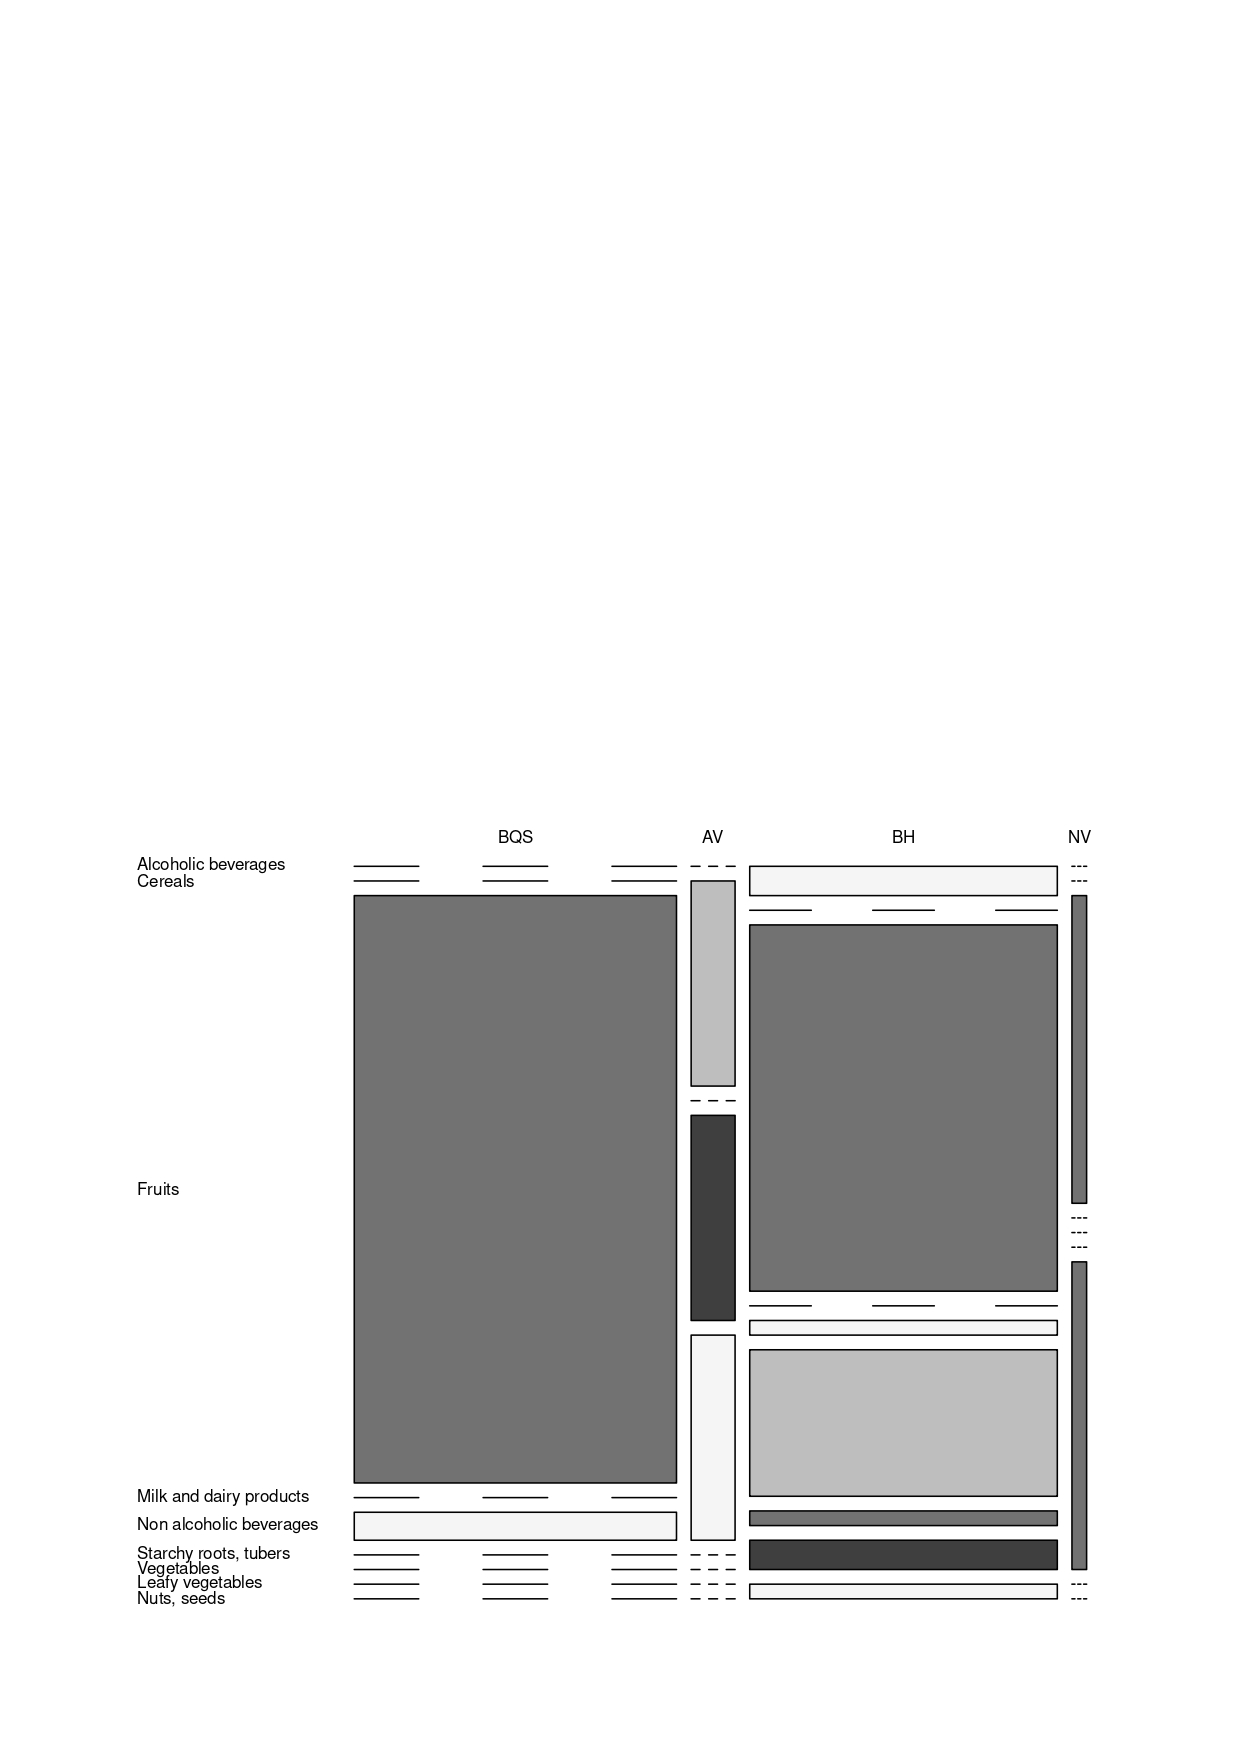 BQS AV BH NV
Alcoholic beverages
Cereals
Fruits
Milk and dairy products
Non alcoholic beverages
Starchy roots, tubers
Vegetables
Leafy vegetables
Nuts, seeds